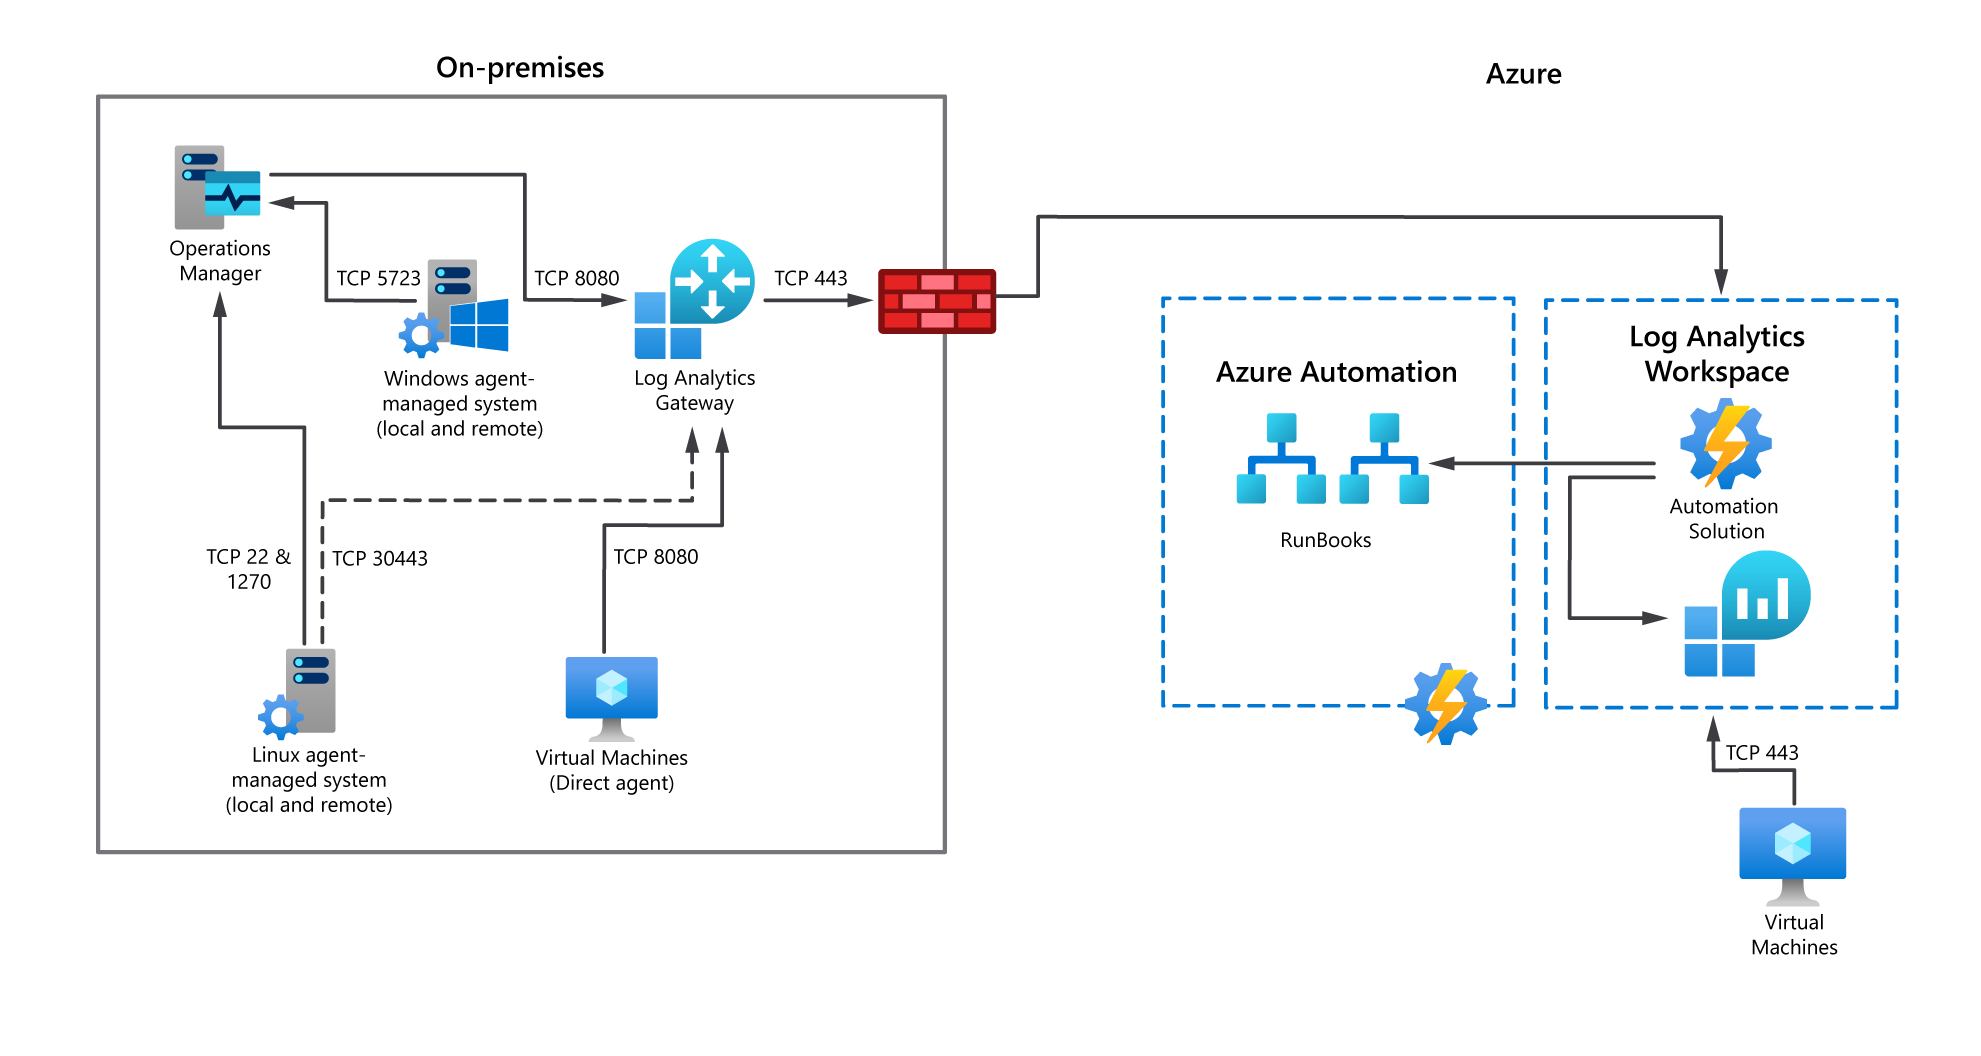 On-premises
Azure
Operations
Manager
TCP 5723
TCP 8080
TCP 443
Windows agent-
managed system
(local and remote)
Log Analytics
Gateway
TCP 22 &
1270
TCP 30443
TCP 8080
Linux agent-
managed system
(local and remote)
Virtual Machines
(Direct agent)
Azure Automation
RunBooks
Log Analytics
Workspace
Automation
Solution
TCP 443
Virtual
Machines